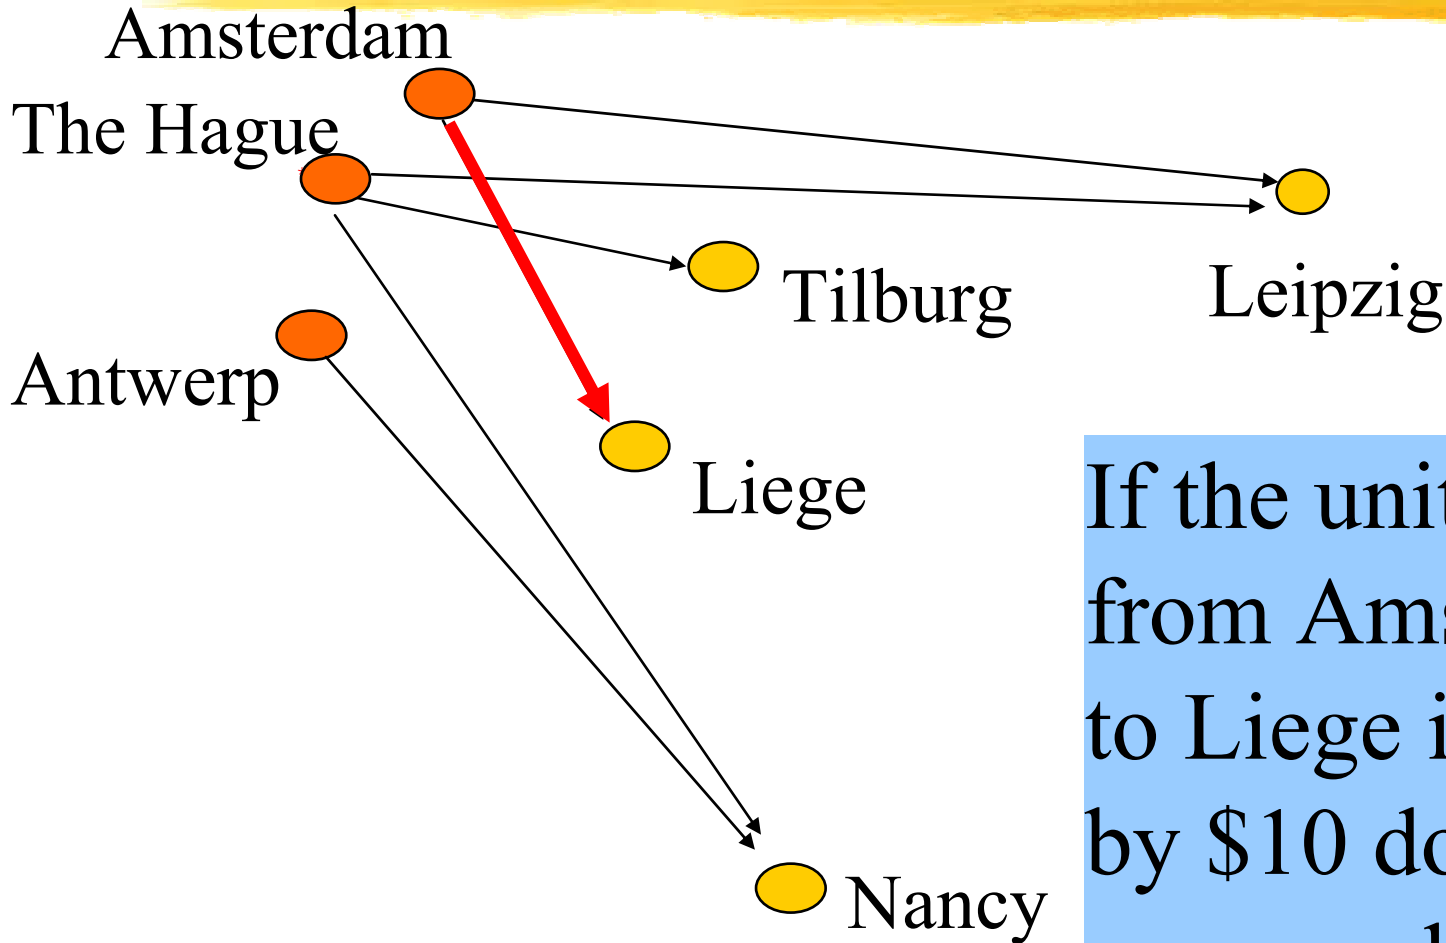 Amsterdam
The Hague
Tilburg
Leipzig
Antwerp
Liege
If the unit
from Ams
to Liege i
by $10 do
Nancy